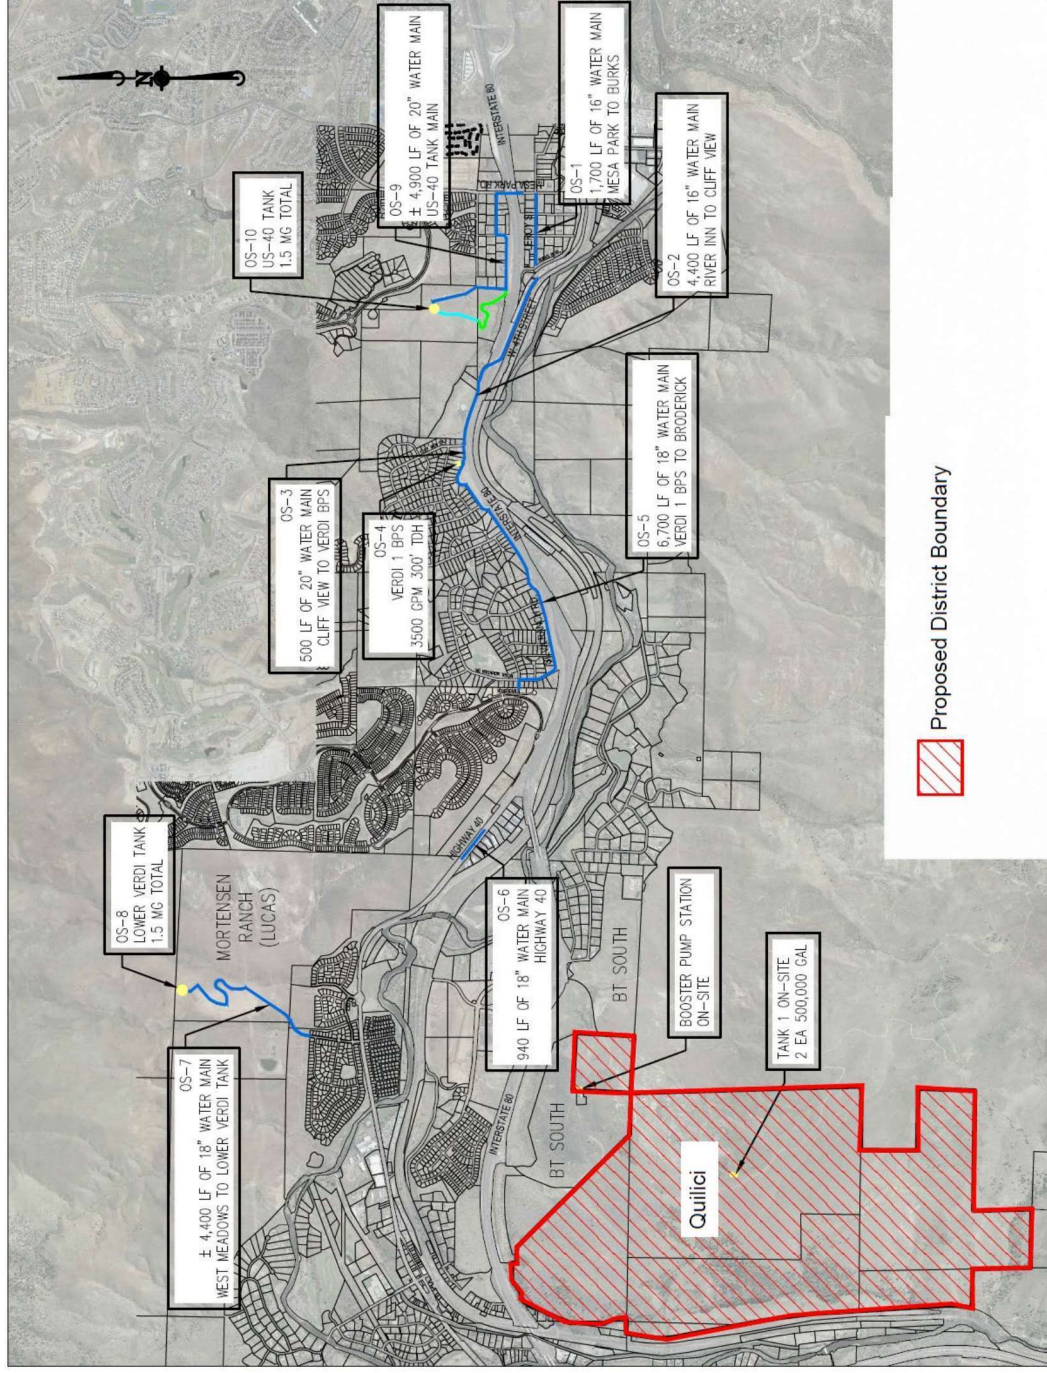 OS-7
± 4,400 LF OF 18" WATER MAIN
WEST MEADOWS TO LOWER VERDI TANK
OS-8
LOWER VERDI TANK
1.5 MG TOTAL
MORTENSEN
RANCH
(LUCAS)
OS-3
500 LF OF 20" WATER MAIN
CLIFF VIEW TO VERDI BPS
OS-4
VERDI 1 BPS
3500 GPM 300' TDH
OS-10
US-40 TANK
1.5 MG TOTAL
OS-9
± 4,900 LF OF 20" WATER MAIN
US-40 TANK MAIN
N
INTERSTATE 80
MESA PARK RD.
OS-1
1,700 LF OF 16" WATER MAIN
MESA PARK TO BURKS
OS-2
4,400 LF OF 16" WATER MAIN
RIVER INN TO CLIFF VIEW
W. 4TH STREET
INTERSTATE 80
OS-5
6,700 LF OF 18" WATER MAIN
VERDI 1 BPS TO BRODERICK
HIGHWAY 40
OS-6
940 LF OF 18" WATER MAIN
HIGHWAY 40
INTERSTATE 80
BT SOUTH
BT SOUTH
BOOSTER PUMP STATION
ON-SITE
TANK 1 ON-SITE
2 EA 500,000 GAL
Quilici
Proposed District Boundary